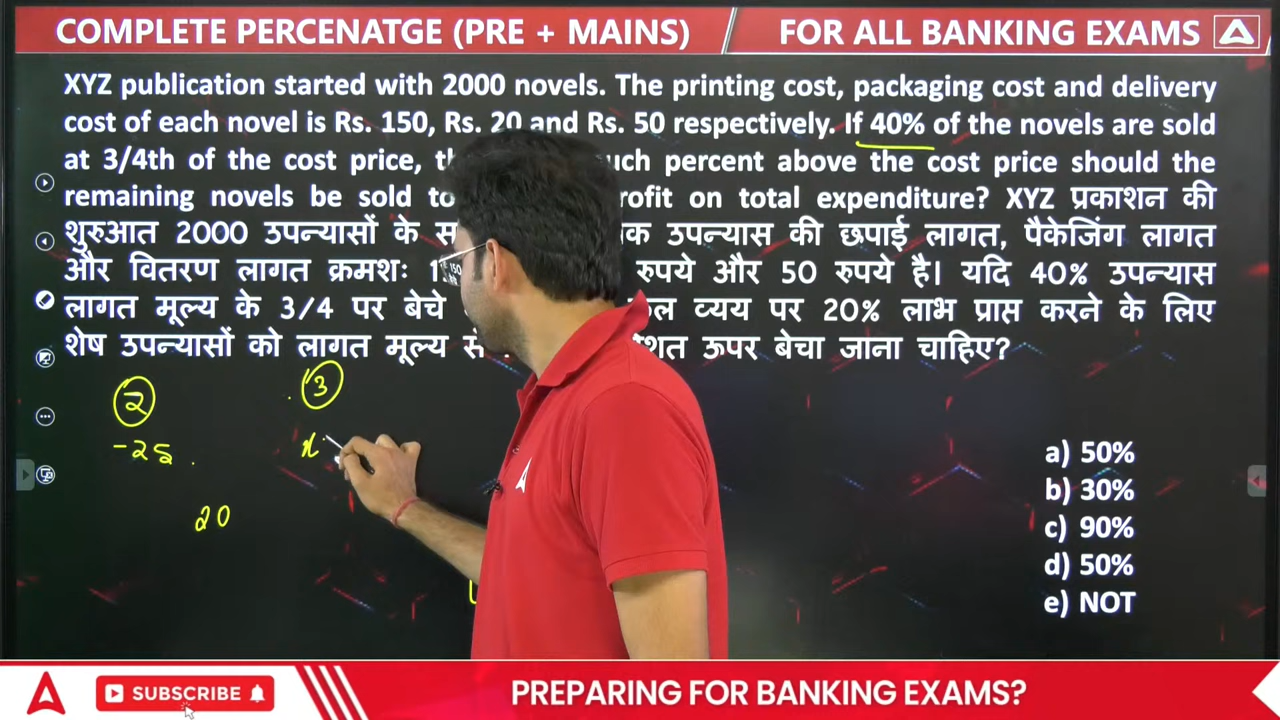 COMPLETE PERCENATGE (PRE + MAINS)
FOR ALL BANKING EXAMS
XYZ publication started with 2000 novels. The printing cost, packaging cost and delivery
cost of each novel is Rs. 150, Rs. 20 and Rs. 50 respectively. If 40% of the novels are sold
at 3/4th of the cost price, uch percent above the cost price should the
remaining novels be sold to rofit on total expenditure? XYZ प्रकाशन की
शुरुआत 2000 उपन्यासों के उपन्यास की छपाई लागत, पैकेजिंग लागत
और वितरण लागत क्रमशः रुपये और 50 रुपये है। यदि 40% उपन्यास
लागत मूल्य के 3/4 पर बेचे व्यय पर 20% लाभ प्राप्त करने के लिए
शेष उपन्यासों को लागत मूल्य ऊपर बेचा जाना चाहिए?
2 3
-25 x
20
a) 50%
b) 30%
c) 90%
d) 50%
e) NOT
SUBSCRIBE
PREPARING FOR BANKING EXAMS?